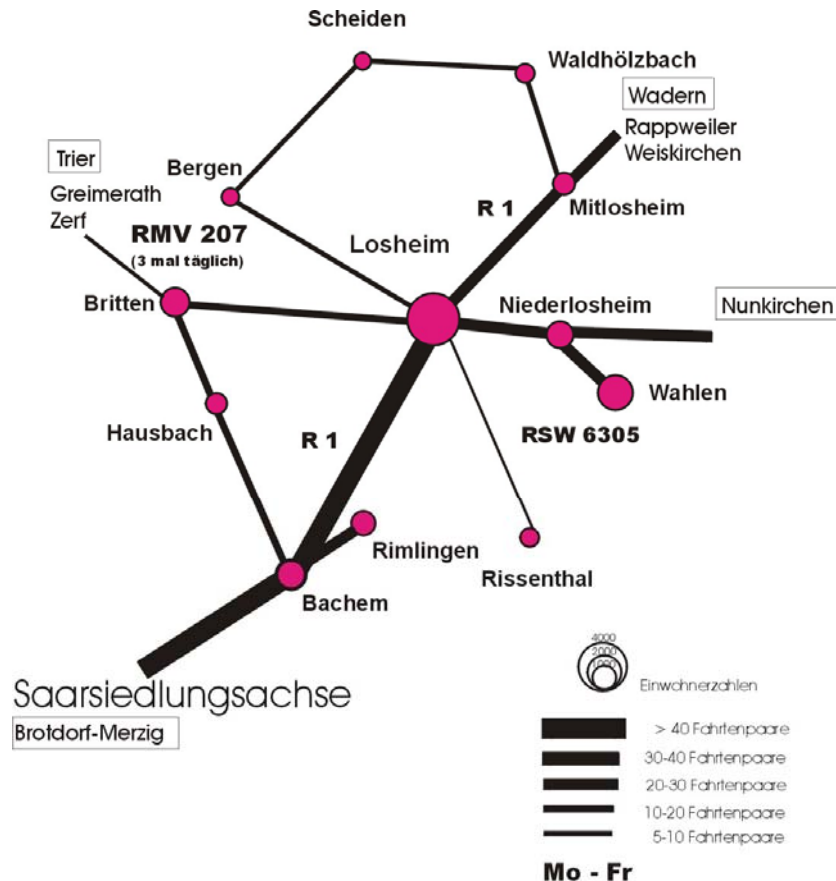 Scheiden
Waldhölzbach
Wadern
Rappweiler
Weiskirchen
Trier
Greimerath
Zerf
Bergen
RMV 207
(3 mal täglich)
R 1
Mitlosheim
Losheim
Britten
Niederlosheim
Nunkirchen
Hausbach
R 1
Wahlen
RSW 6305
Rimlingen
Rissenthal
Bachem
Saarsiedlungsachse
Brotdorf-Merzig
4000
2000
1000
Einwohnerzahlen
> 40 Fahrtenpaare
30-40 Fahrtenpaare
20-30 Fahrtenpaare
10-20 Fahrtenpaare
5-10 Fahrtenpaare
Mo - Fr